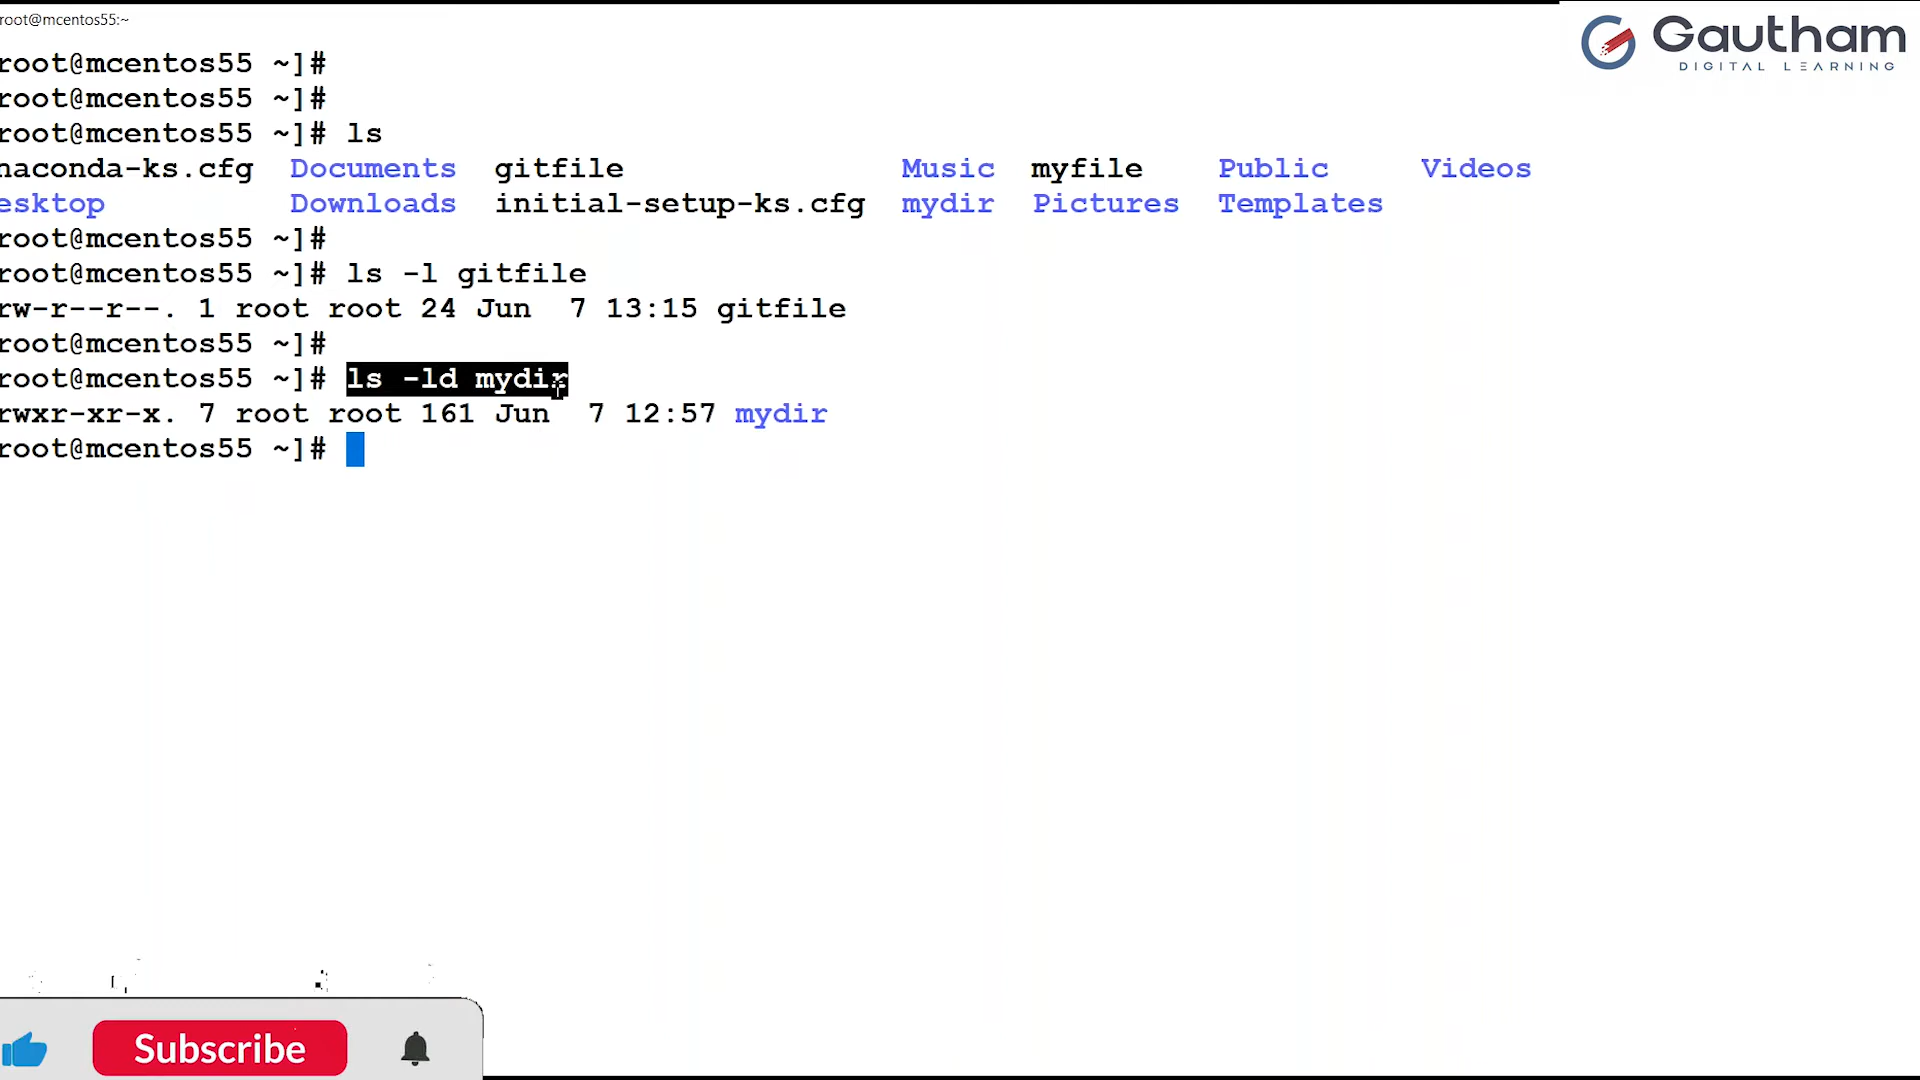 root@mcentos55:~
Gautham
DIGITAL LEARNING
root@mcentos55 ~]#
root@mcentos55 ~]#
root@mcentos55 ~]# ls
naconda-ks.cfg Documents gitfile Music myfile Public Videos
esktop Downloads initial-setup-ks.cfg mydir Pictures Templates
root@mcentos55 ~]#
root@mcentos55 ~]# ls -l gitfile
rw-r--r--. 1 root root 24 Jun 7 13:15 gitfile
root@mcentos55 ~]#
root@mcentos55 ~]# ls -ld mydir
rwxr-xr-x. 7 root root 161 Jun 7 12:57 mydir
root@mcentos55 ~]#
Subscribe